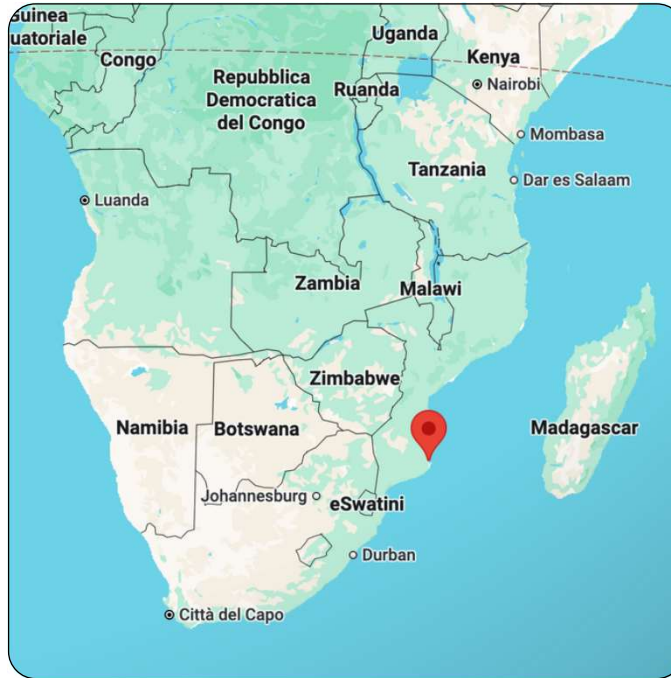 Guinea
uatoriale
Congo
Uganda
Kenya
Nairobi
Repubblica
Democratica
del Congo
Ruanda
Mombasa
Tanzania
Dar es Salaam
Luanda
Zambia
Malawi
Zimbabwe
Namibia
Botswana
Madagascar
Johannesburg
eSwatini
Durban
Città del Capo